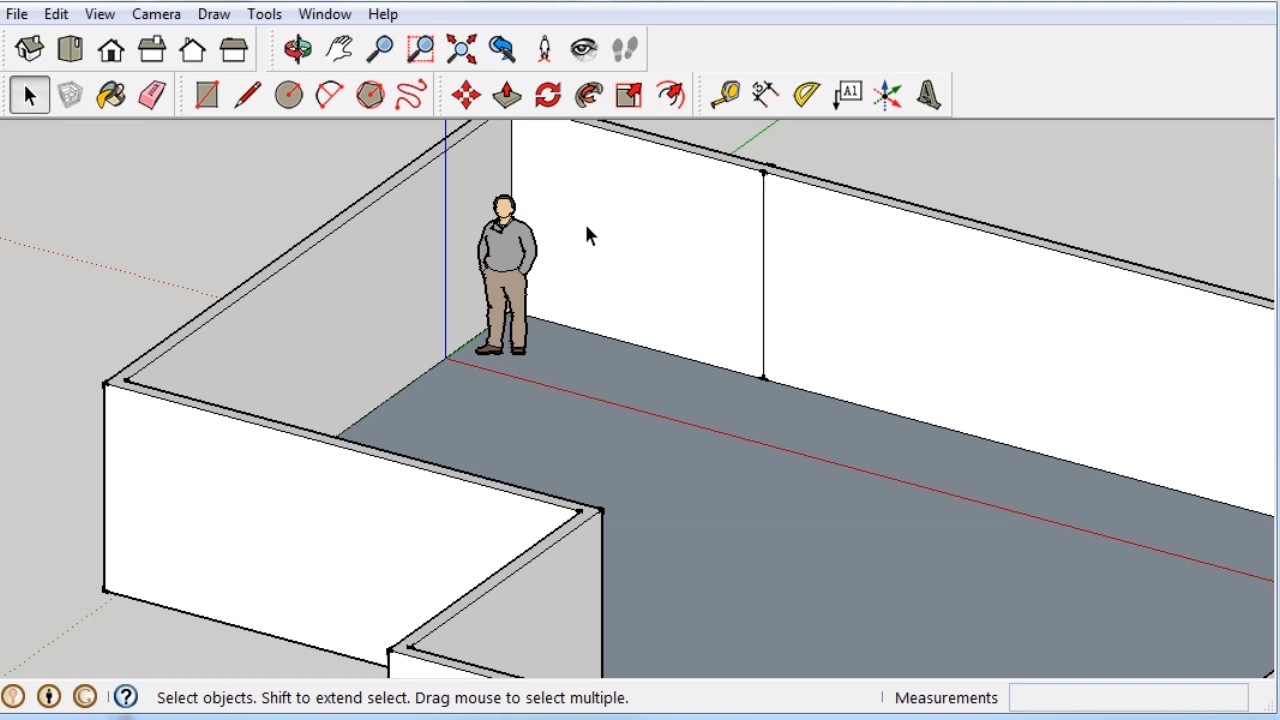 File Edit View Camera Draw Tools Window Help
A1
Select objects. Shift to extend select. Drag mouse to select multiple. Measurements